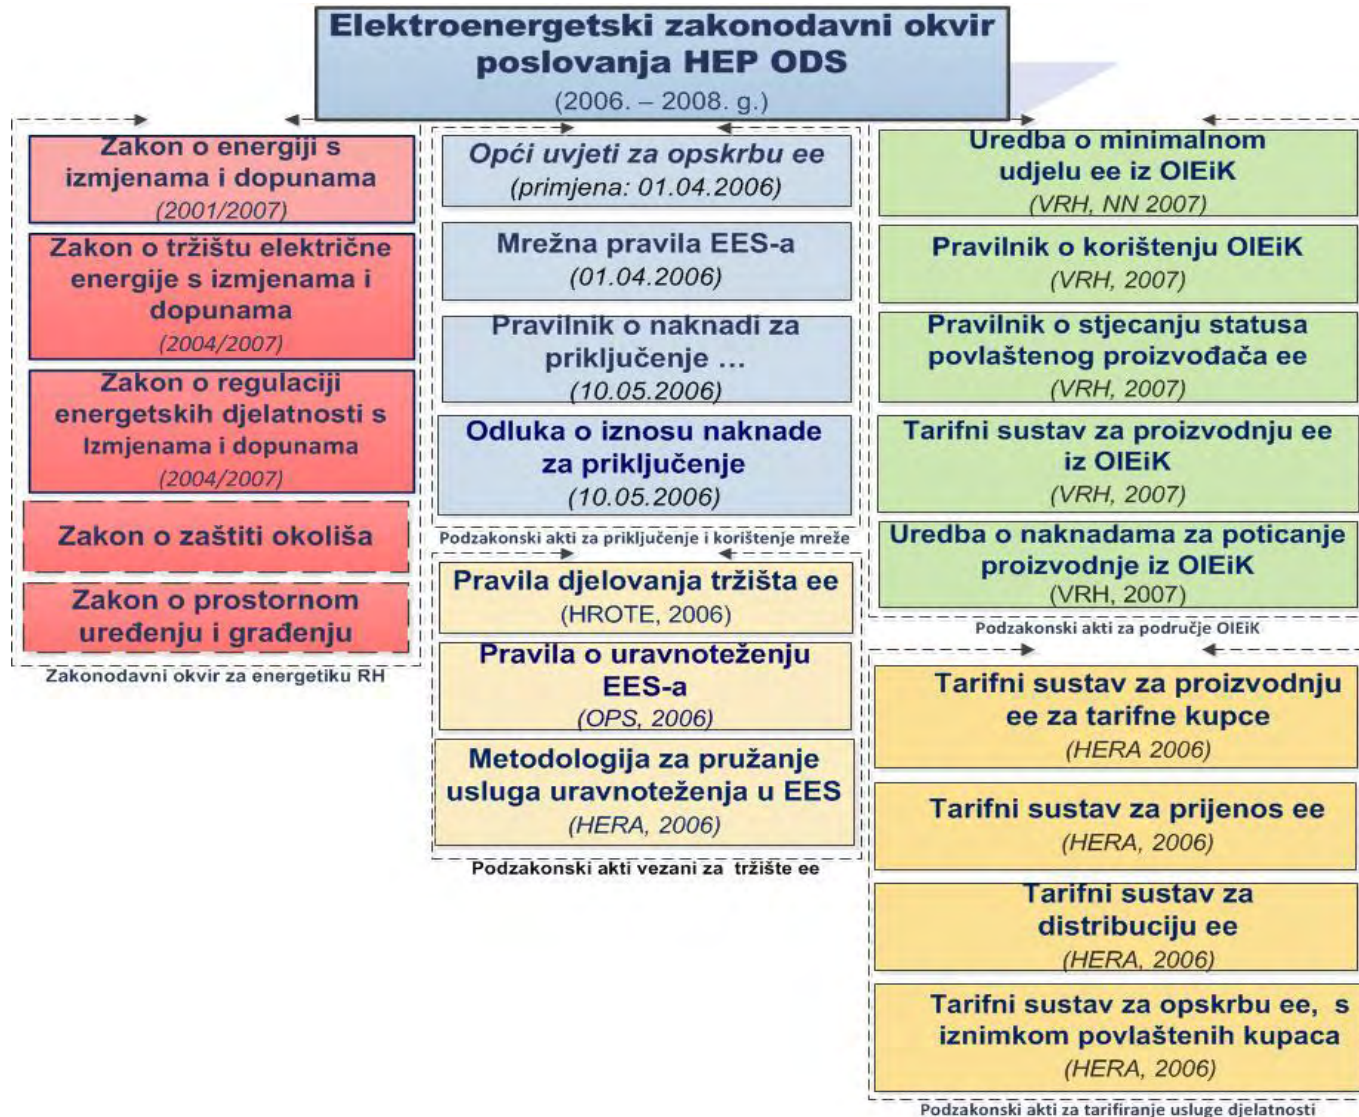 Elektroenergetski zakonodavni okvir
poslovanja HEP ODS
(2006. – 2008. g.)
Zakon o energiji s
izmjenama i dopunama
(2001/2007)
Zakon o tržištu električne
energije s izmjenama i
dopunama
(2004/2007)
Zakon o regulaciji
energetskih djelatnosti s
Izmjenama i dopunama
(2004/2007)
Zakon o zaštiti okoliša
Zakon o prostornom
uređenju i građenju
Zakonodavni okvir za energetiku RH
Opći uvjeti za opskrbu ee
(primjena: 01.04.2006)
Mrežna pravila EES-a
(01.04.2006)
Pravilnik o naknadi za
priključenje ...
(10.05.2006)
Odluka o iznosu naknade
za priključenje
(10.05.2006)
Podzakonski akti za priključenje i korištenje mreže
Pravila djelovanja tržišta ee
(HROTE, 2006)
Pravila o uravnoteženju
EES-a
(OPS, 2006)
Metodologija za pružanje
usluga uravnoteženja u EES
(HERA, 2006)
Podzakonski akti vezani za tržište ee
Uredba o minimalnom
udjelu ee iz OIEiK
(VRH, NN 2007)
Pravilnik o korištenju OIEiK
(VRH, 2007)
Pravilnik o stjecanju statusa
povlaštenog proizvođača ee
(VRH, 2007)
Tarifni sustav za proizvodnju ee
iz OIEiK
(VRH, 2007)
Uredba o naknadama za poticanje
proizvodnje iz OIEiK
(VRH, 2007)
Podzakonski akti za područje OIEiK
Tarifni sustav za proizvodnju
ee za tarifne kupce
(HERA 2006)
Tarifni sustav za prijenos ee
(HERA, 2006)
Tarifni sustav za
distribuciju ee
(HERA, 2006)
Tarifni sustav za opskrbu ee, s
iznimkom povlaštenih kupaca
(HERA, 2006)
Podzakonski akti za tarifiranje usluge djelatnosti